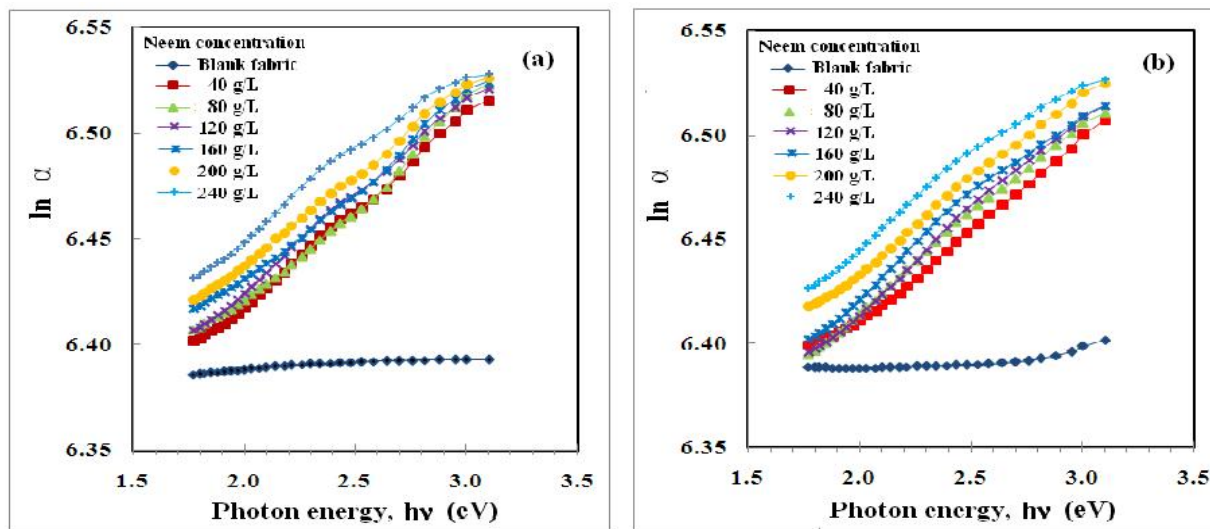 6.55
6.50
6.45
6.40
6.35
ln α
Neem concentration
Blank fabric
40 g/L
80 g/L
120 g/L
160 g/L
200 g/L
240 g/L
(a)
1.5 2.0 2.5 3.0 3.5
Photon energy, hν (eV)
6.55
6.50
6.45
6.40
6.35
ln α
Neem concentration
Blank fabric
40 g/L
80 g/L
120 g/L
160 g/L
200 g/L
240 g/L
(b)
1.5 2.0 2.5 3.0 3.5
Photon energy, hν (eV)